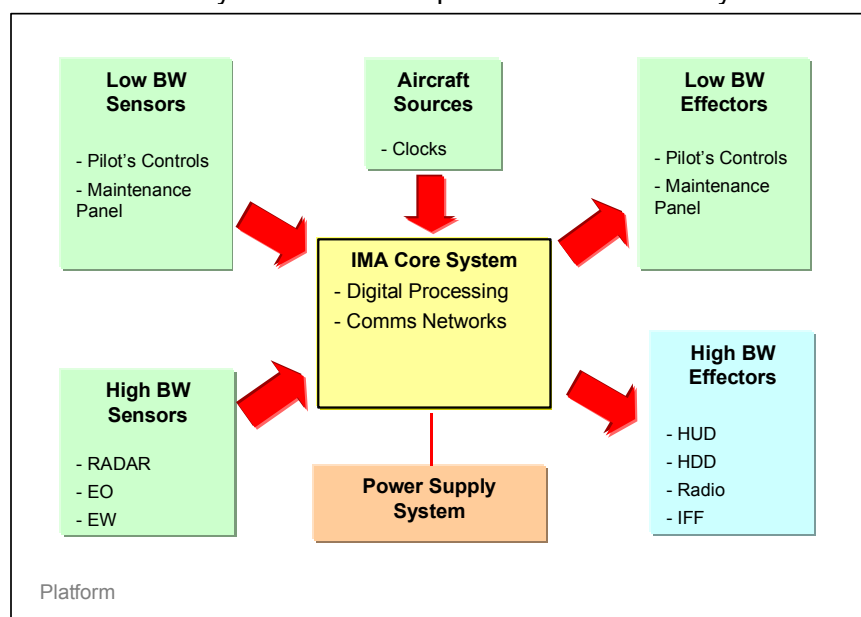 Low BW
Sensors
- Pilot's Controls
- Maintenance
Panel
Aircraft
Sources
- Clocks
Low BW
Effectors
- Pilot's Controls
- Maintenance
Panel
IMA Core System
- Digital Processing
- Comms Networks
High BW
Sensors
- RADAR
- EO
- EW
Power Supply
System
High BW
Effectors
- HUD
- HDD
- Radio
- IFF
Platform